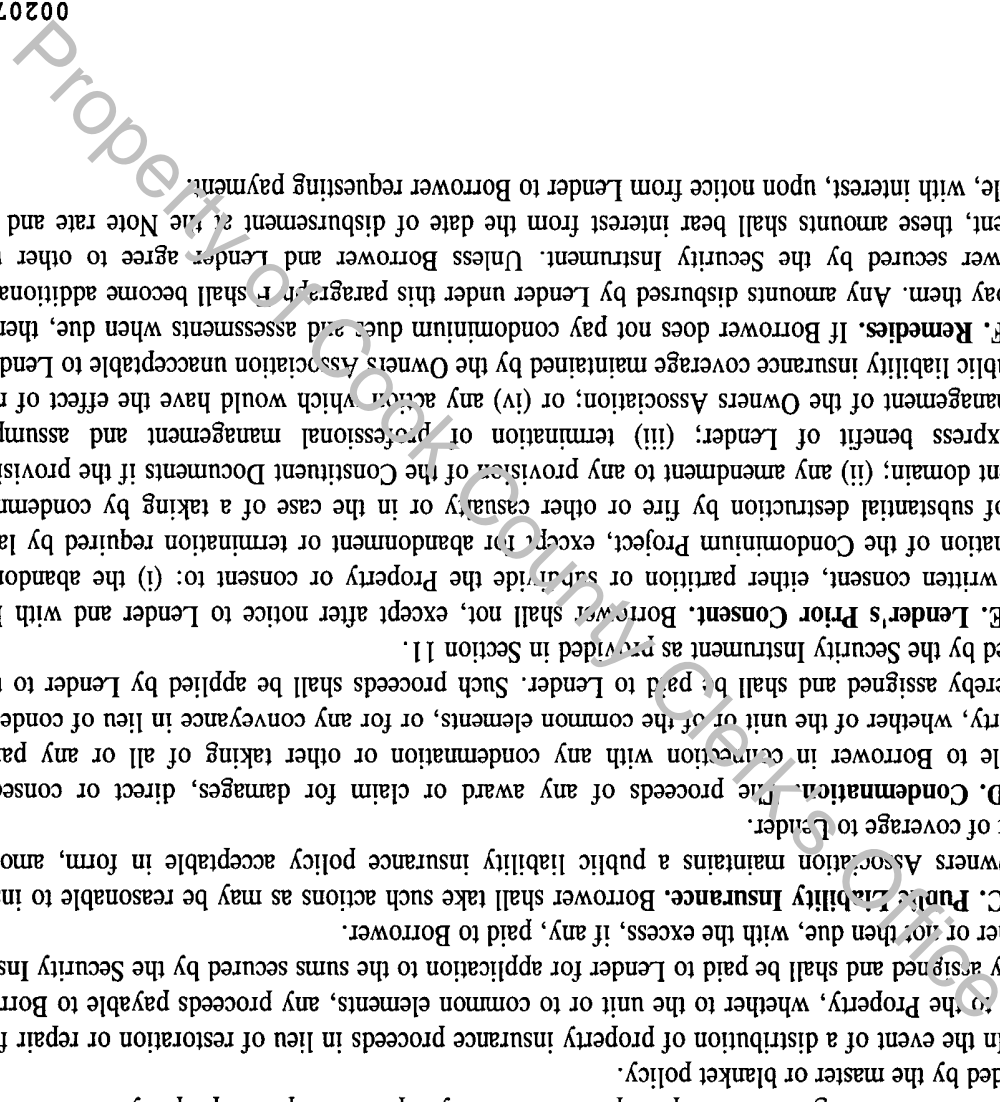 ded by the master or blanket policy.
In the event of a distribution of property insurance proceeds in lieu of restoration or repair f
to the Property, whether to the unit or to common elements, any proceeds payable to Borr
y assigned and shall be paid to Lender for application to the sums secured by the Security Ins
her or not then due, with the excess, if any, paid to Borrower.
C. Public Liability Insurance. Borrower shall take such actions as may be reasonable to in
wners Association maintains a public liability insurance policy acceptable in form, amo
t of coverage to Lender.
D. Condemnation. The proceeds of any award or claim for damages, direct or conse
le to Borrower in connection with any condemnation or other taking of all or any pa
rty, whether of the unit or of the common elements, or for any conveyance in lieu of conde
reby assigned and shall be paid to Lender. Such proceeds shall be applied by Lender to
ed by the Security Instrument as provided in Section 11.
E. Lender's Prior Consent. Borrower shall not, except after notice to Lender and with
written consent, either partition or subdivide the Property or consent to: (i) the abandon
nation of the Condominium Project, except for abandonment or termination required by la
of substantial destruction by fire or other casualty or in the case of a taking by condemn
nt domain; (ii) any amendment to any provision of the Constituent Documents if the provisi
xpress benefit of Lender; (iii) termination of professional management and assump
management of the Owners Association; or (iv) any action which would have the effect of r
ublic liability insurance coverage maintained by the Owners Association unacceptable to Lend
F. Remedies. If Borrower does not pay condominium dues and assessments when due, then
pay them. Any amounts disbursed by Lender under this paragraph F shall become additiona
wer secured by the Security Instrument. Unless Borrower and Lender agree to other
ent, these amounts shall bear interest from the date of disbursement at the Note rate and
le, with interest, upon notice from Lender to Borrower requesting payment.
00207
Property of Cook County Clerk's Office